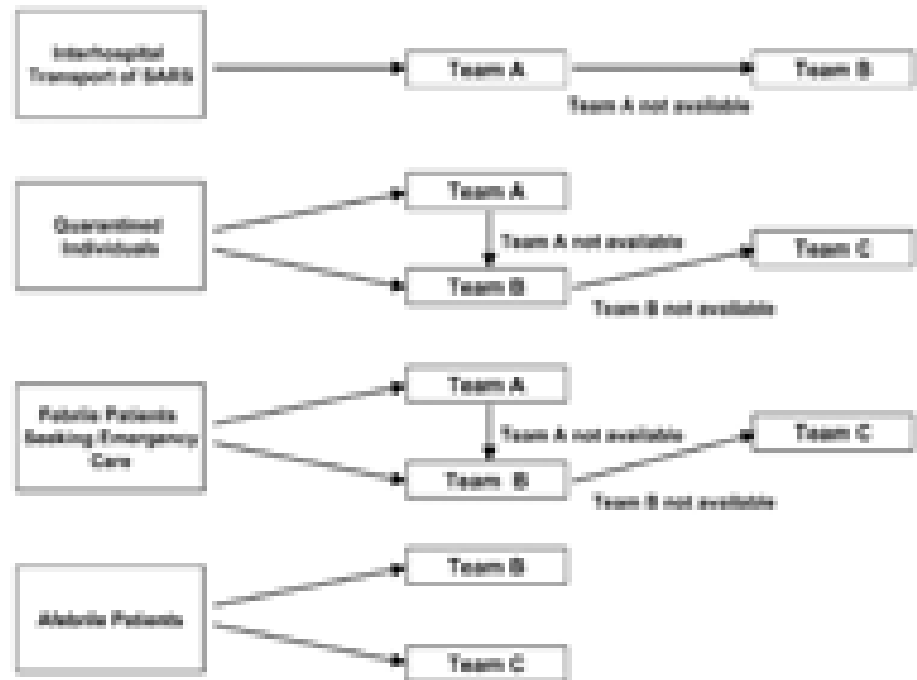 Interhospital
Transport of SARS
Team A
Team B
Team A not available
Quarantined
Individuals
Team A
Team A not available
Team B
Team C
Team B not available
Febrile Patients
Seeking Emergency
Care
Team A
Team A not available
Team B
Team C
Team B not available
Afebrile Patients
Team B
Team C